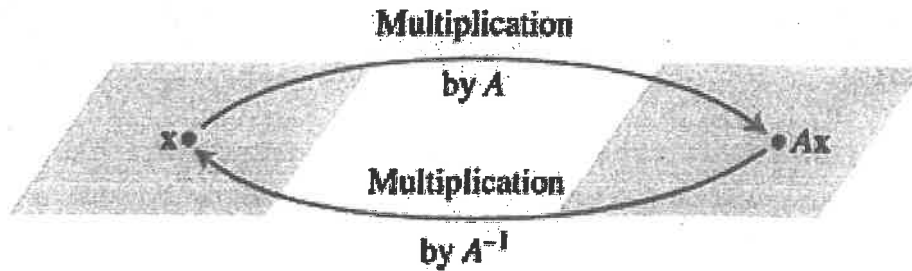 Multiplication
by A
x
Ax
Multiplication
by A⁻¹